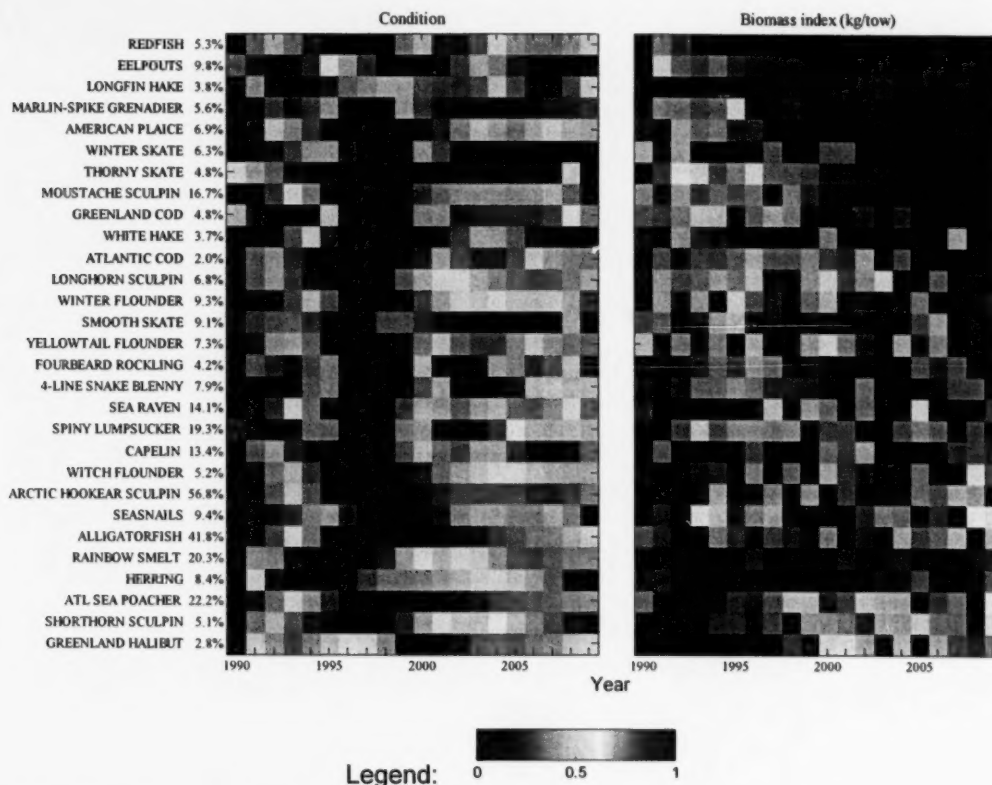 Condition
Biomass index (kg/tow)
REDFISH 5.3%
EELPOUTS 9.8%
LONGFIN HAKE 3.8%
MARLIN-SPIKE GRENADIER 5.6%
AMERICAN PLAICE 6.9%
WINTER SKATE 6.3%
THORNY SKATE 4.8%
MOUSTACHE SCULPIN 16.7%
GREENLAND COD 4.8%
WHITE HAKE 3.7%
ATLANTIC COD 2.0%
LONGHORN SCULPIN 6.8%
WINTER FLOUNDER 9.3%
SMOOTH SKATE 9.1%
YELLOWTAIL FLOUNDER 7.3%
FOURBEARD ROCKLING 4.2%
4-LINE SNAKE BLENNY 7.9%
SEA RAVEN 14.1%
SPINY LUMPSUCKER 19.3%
CAPELIN 13.4%
WITCH FLOUNDER 5.2%
ARCTIC HOOKEAR SCULPIN 56.8%
SEASNAILS 9.4%
ALLIGATORFISH 41.8%
RAINBOW SMELT 20.3%
HERRING 8.4%
ATL SEA POACHER 22.2%
SHORTHORN SCULPIN 5.1%
GREENLAND HALIBUT 2.8%
1990 1995 2000 2005
1990 1995 2000 2005
Year
Legend:
0 0.5 1